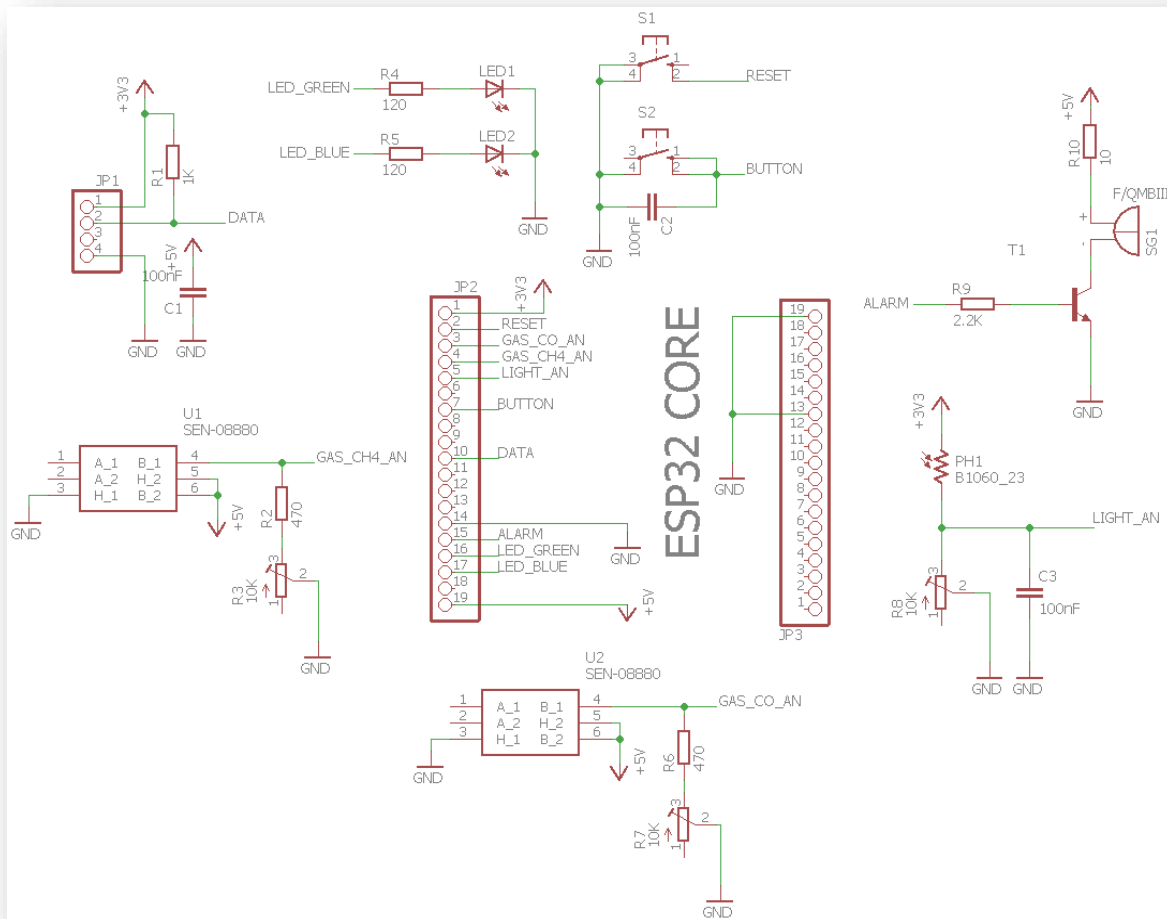 S1
3 1
4 2
RESET
+3V3
R4
LED_GREEN
120
LED1
R5
LED_BLUE
120
LED2
GND
S2
3 1
4 2
BUTTON
100nF
C2
GND
+5V
R10
10
F/QMBIII
+
-
SG1
T1
R9
ALARM
2.2K
GND
R1
1K
JP1
1
2
3
4
DATA
+5V
100nF
C1
GND
GND
JP2
+3V3
1
2 RESET
3 GAS_CO_AN
4 GAS_CH4_AN
5 LIGHT_AN
6
7 BUTTON
8
9
10 DATA
11
12
13
14
15 ALARM
16 LED_GREEN
17 LED_BLUE
18
19
GND
+5V
ESP32 CORE
19
18
17
16
15
14
13
12
11
10
9
8
7
6
5
4
3
2
1
JP3
GND
+3V3
PH1
B1060_23
LIGHT_AN
R8
10K
3
2
1
C3
100nF
GND
GND
U1
SEN-08880
1 A_1 B_1 4
2 A_2 H_2 5
3 H_1 B_2 6
GND
+5V
GAS_CH4_AN
R2
470
R3
10K
3
2
1
GND
U2
SEN-08880
1 A_1 B_1 4
2 A_2 H_2 5
3 H_1 B_2 6
GND
+5V
GAS_CO_AN
R6
470
R7
10K
3
2
1
GND